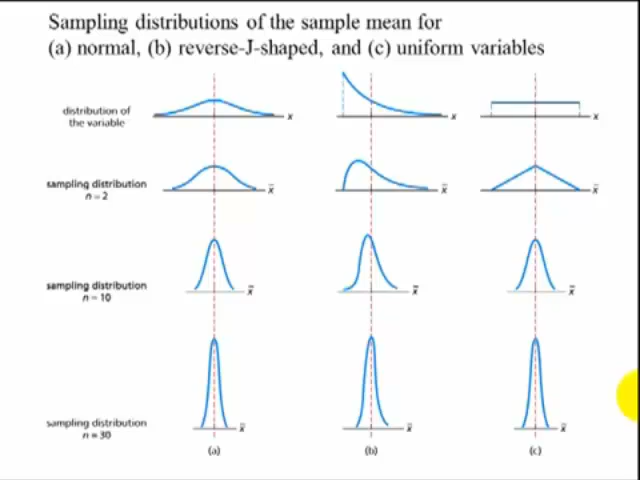 Sampling distributions of the sample mean for
(a) normal, (b) reverse-J-shaped, and (c) uniform variables
distribution of
the variable
x
x
x
sampling distribution
n = 2
x̄
x̄
x̄
sampling distribution
n = 10
x̄
x̄
x̄
sampling distribution
n = 30
x̄
x̄
x̄
(a)
(b)
(c)